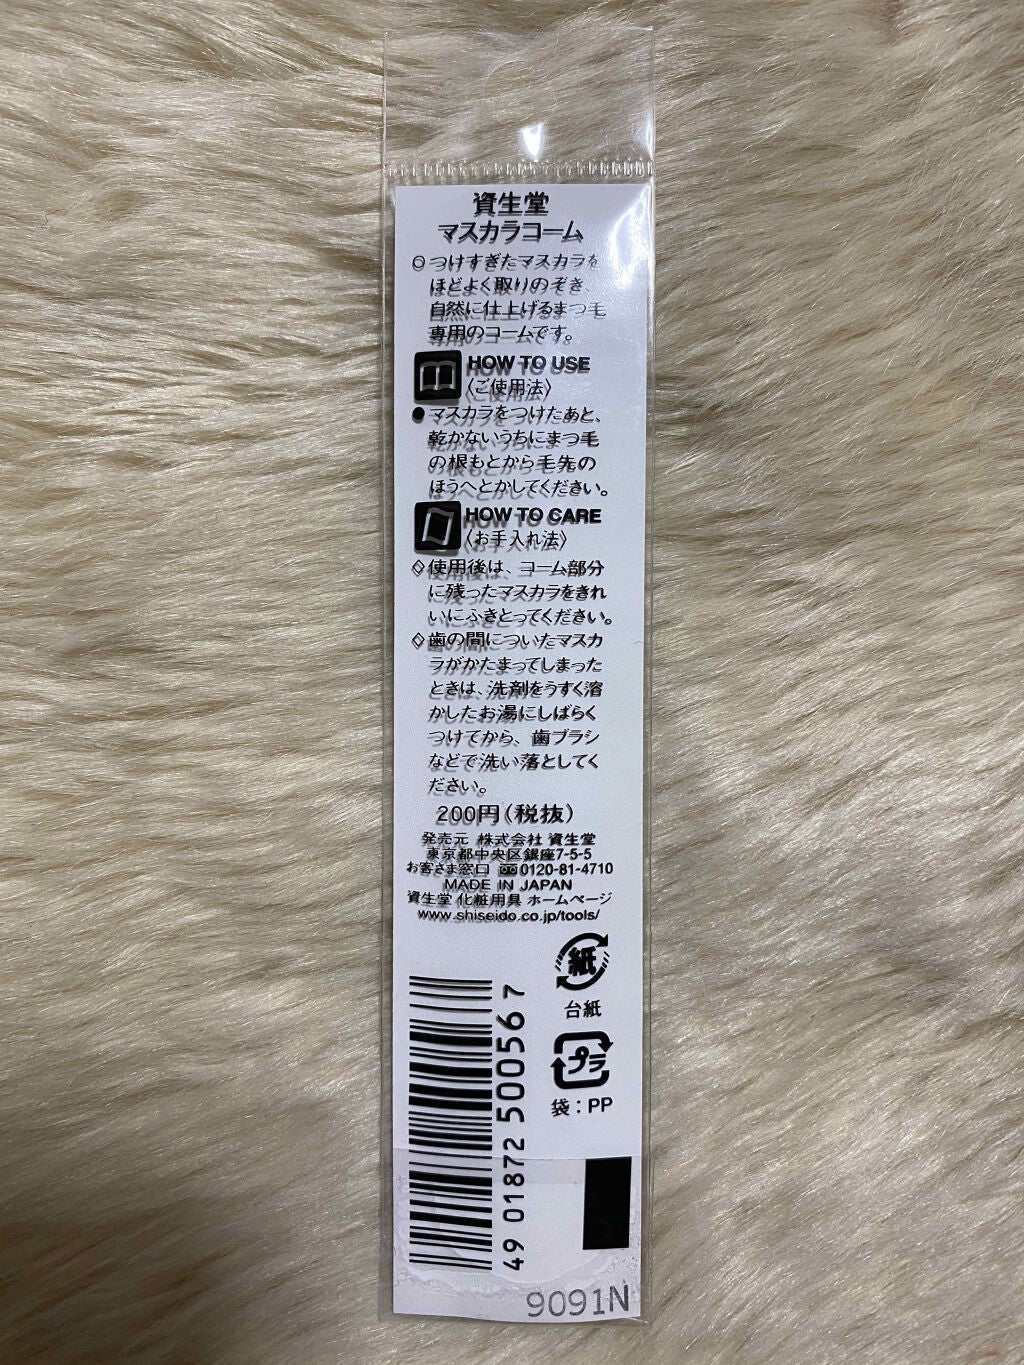 資生堂
マスカラコーム
○つけすぎたマスカラを
ほどよく取りのぞき、
自然に仕上げるまつ毛
専用のコームです。
HOW TO USE
〈ご使用法〉
●マスカラをつけたあと、
乾かないうちにまつ毛
の根もとから毛先の
ほうへとかしてください。
HOW TO CARE
〈お手入れ法〉
◇使用後は、コーム部分
に残ったマスカラをきれ
いにふきとってください。
◇歯の間についたマスカ
ラがかたまってしまった
ときは、洗剤をうすく溶
かしたお湯にしばらく
つけてから、歯ブラシ
などで洗い落としてく
ださい。
200円(税抜)
発売元 株式会社 資生堂
東京都中央区銀座7-5-5
お客さま窓口 0120-81-4710
MADE IN JAPAN
資生堂 化粧用具 ホームページ
www.shiseido.co.jp/tools/
紙
台紙
プラ
袋：PP
49 01872 50056 7
9091N